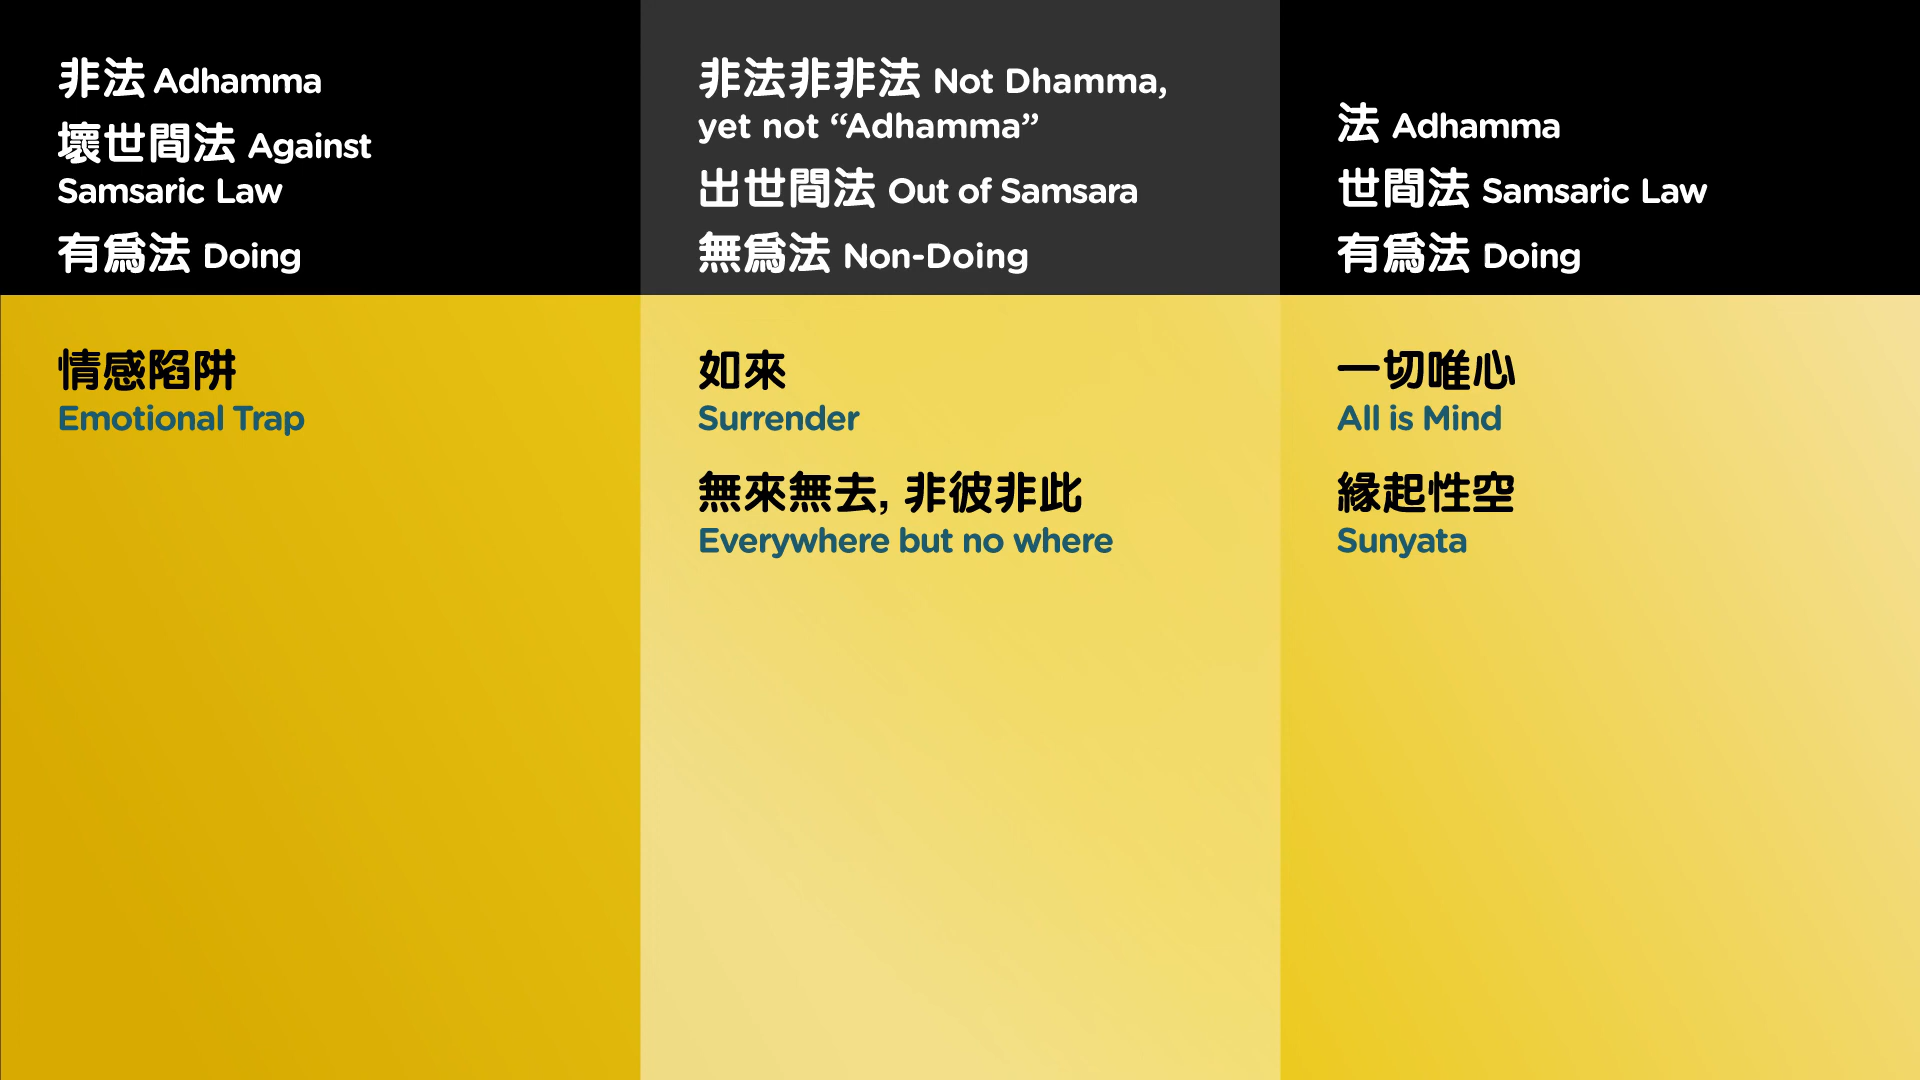 非法 Adhamma
壞世間法 Against
Samsaric Law
有爲法 Doing
情感陷阱
Emotional Trap
非法非非法 Not Dhamma,
yet not “Adhamma”
出世間法 Out of Samsara
無爲法 Non-Doing
如來
Surrender
無來無去, 非彼非此
Everywhere but no where
法 Adhamma
世間法 Samsaric Law
有爲法 Doing
一切唯心
All is Mind
緣起性空
Sunyata